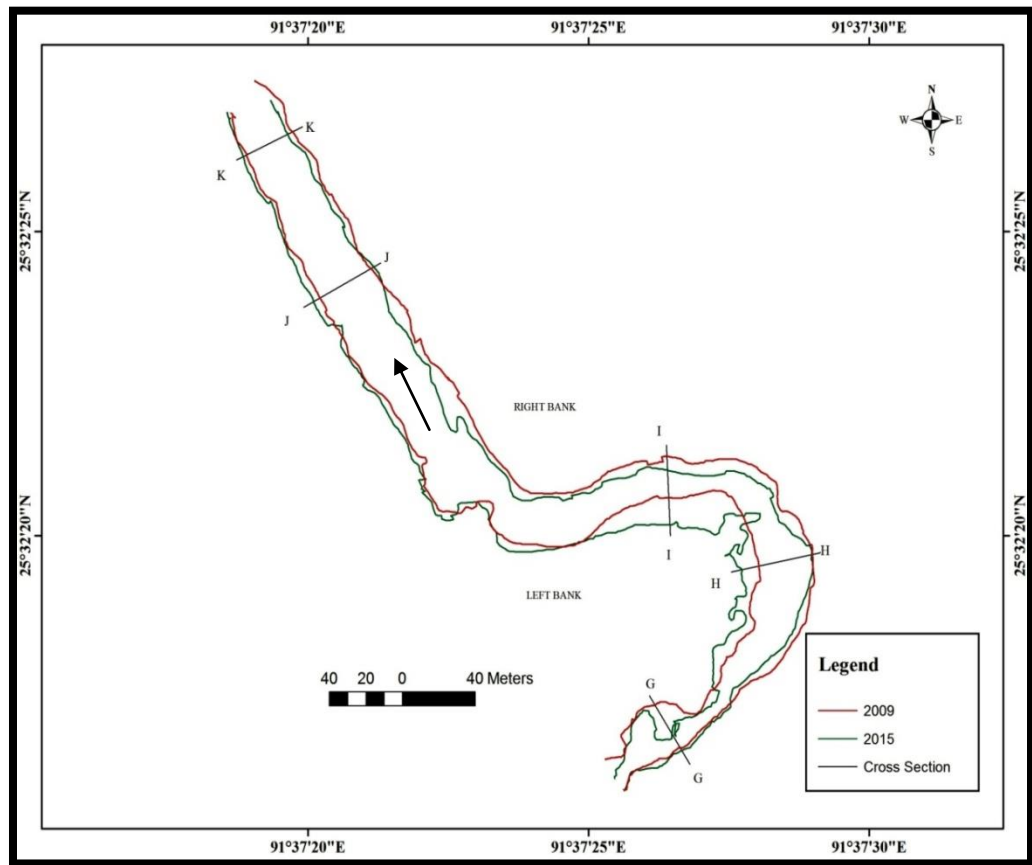 91°37'20"E 91°37'25"E 91°37'30"E
N
W E
S
K
K
25°32'25"N 25°32'25"N
J
J
RIGHT BANK
I
25°32'20"N 25°32'20"N
I
H
H
LEFT BANK
40 20 0 40 Meters
G
G
Legend
2009
2015
Cross Section
91°37'20"E 91°37'25"E 91°37'30"E